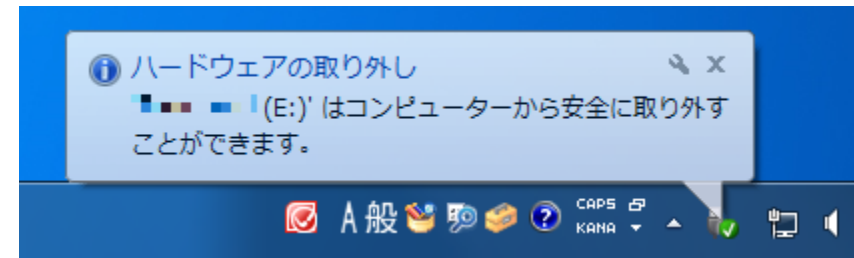 ハードウェアの取り外し
(E:)' はコンピューターから安全に取り外す
ことができます。
A 般 CAPS
KANA